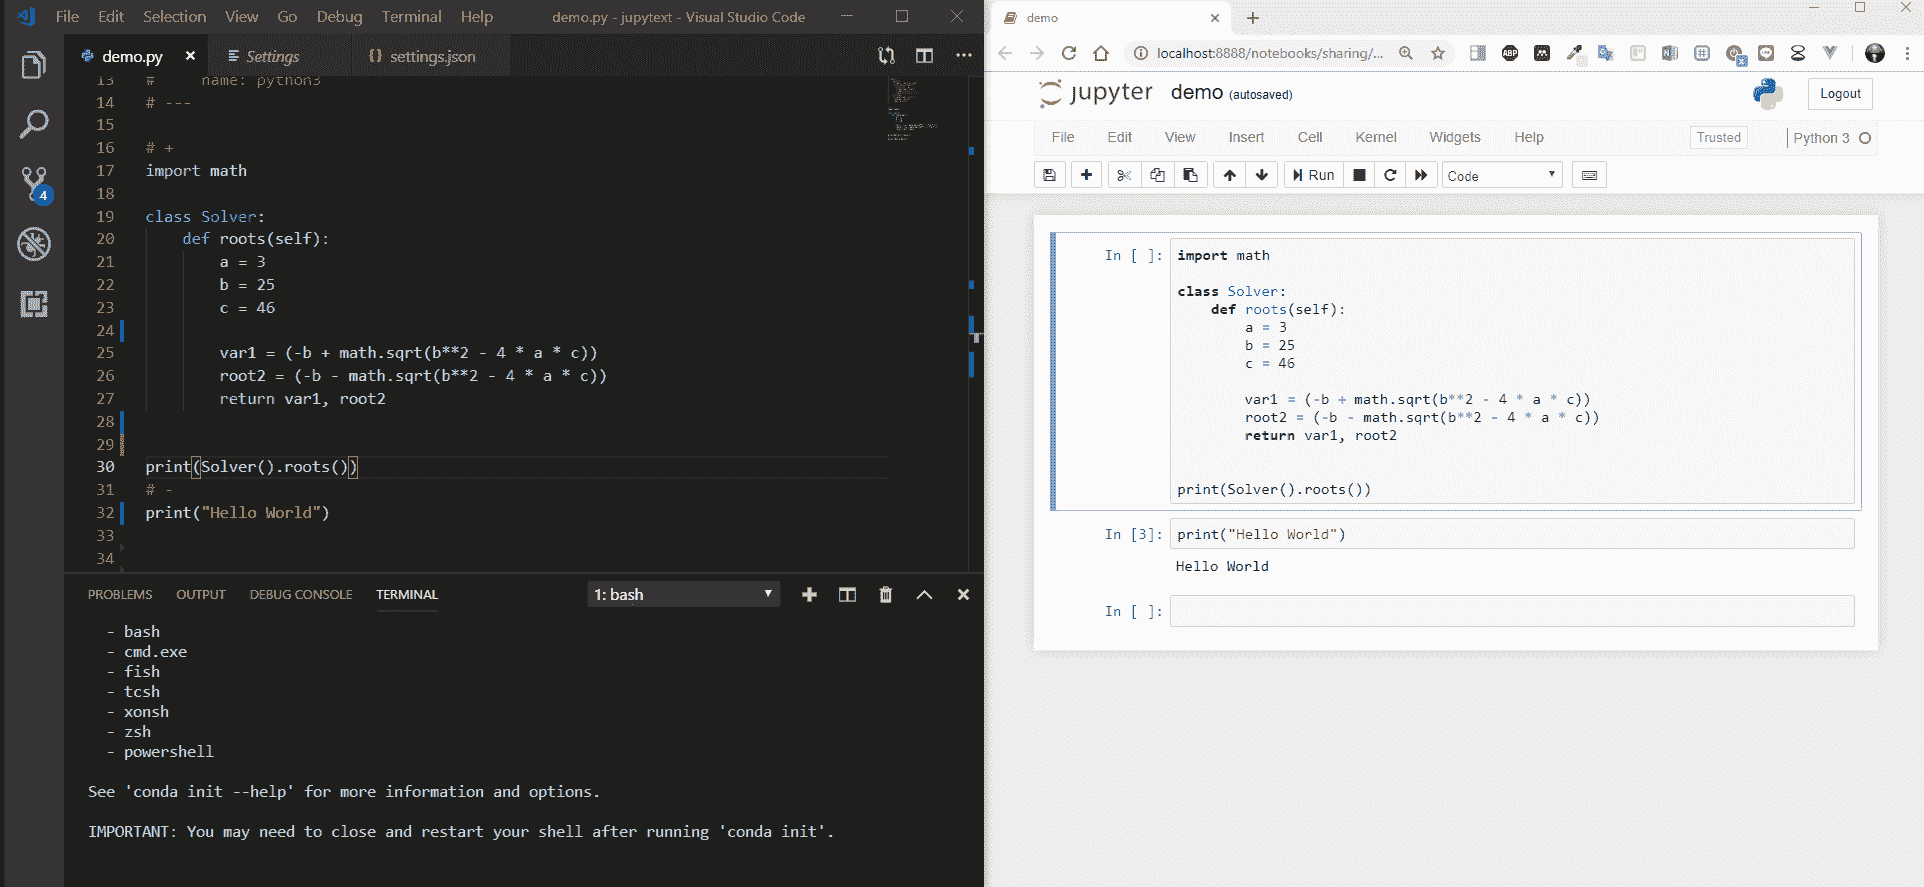 File Edit Selection View Go Debug Terminal Help demo.py - jupytext - Visual Studio Code
demo.py Settings {} settings.json
4
13 # name: python3
14 # ---
15
16 # +
17 import math
18
19 class Solver:
20 def roots(self):
21 a = 3
22 b = 25
23 c = 46
24
25 var1 = (-b + math.sqrt(b**2 - 4 * a * c))
26 root2 = (-b - math.sqrt(b**2 - 4 * a * c))
27 return var1, root2
28
29
30 print(Solver().roots())
31 # -
32 print("Hello World")
33
34
PROBLEMS OUTPUT DEBUG CONSOLE TERMINAL 1: bash
- bash
- cmd.exe
- fish
- tcsh
- xonsh
- zsh
- powershell
See 'conda init --help' for more information and options.
IMPORTANT: You may need to close and restart your shell after running 'conda init'.
demo
localhost:8888/notebooks/sharing/...
ABP
jupyter demo (autosaved)
Logout
File Edit View Insert Cell Kernel Widgets Help Trusted Python 3
Run Code
In [ ]: import math
class Solver:
def roots(self):
a = 3
b = 25
c = 46
var1 = (-b + math.sqrt(b**2 - 4 * a * c))
root2 = (-b - math.sqrt(b**2 - 4 * a * c))
return var1, root2
print(Solver().roots())
In [3]: print("Hello World")
Hello World
In [ ]: